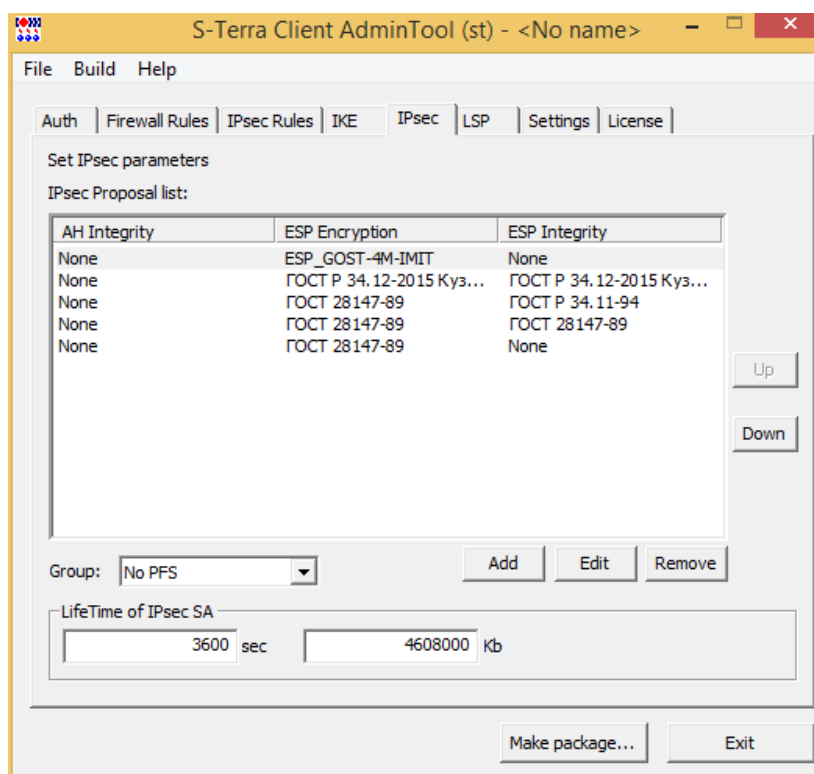 S-Terra Client AdminTool (st) - <No name>
File Build Help
Auth Firewall Rules IPsec Rules IKE IPsec LSP Settings License
Set IPsec parameters
IPsec Proposal list:
AH Integrity ESP Encryption ESP Integrity
None ESP_GOST-4M-IMIT None
None ГОСТ Р 34.12-2015 Куз... ГОСТ Р 34.12-2015 Куз...
None ГОСТ 28147-89 ГОСТ Р 34.11-94
None ГОСТ 28147-89 ГОСТ 28147-89
None ГОСТ 28147-89 None
Up
Down
Add Edit Remove
Group: No PFS
LifeTime of IPsec SA
3600 sec 4608000 Kb
Make package... Exit